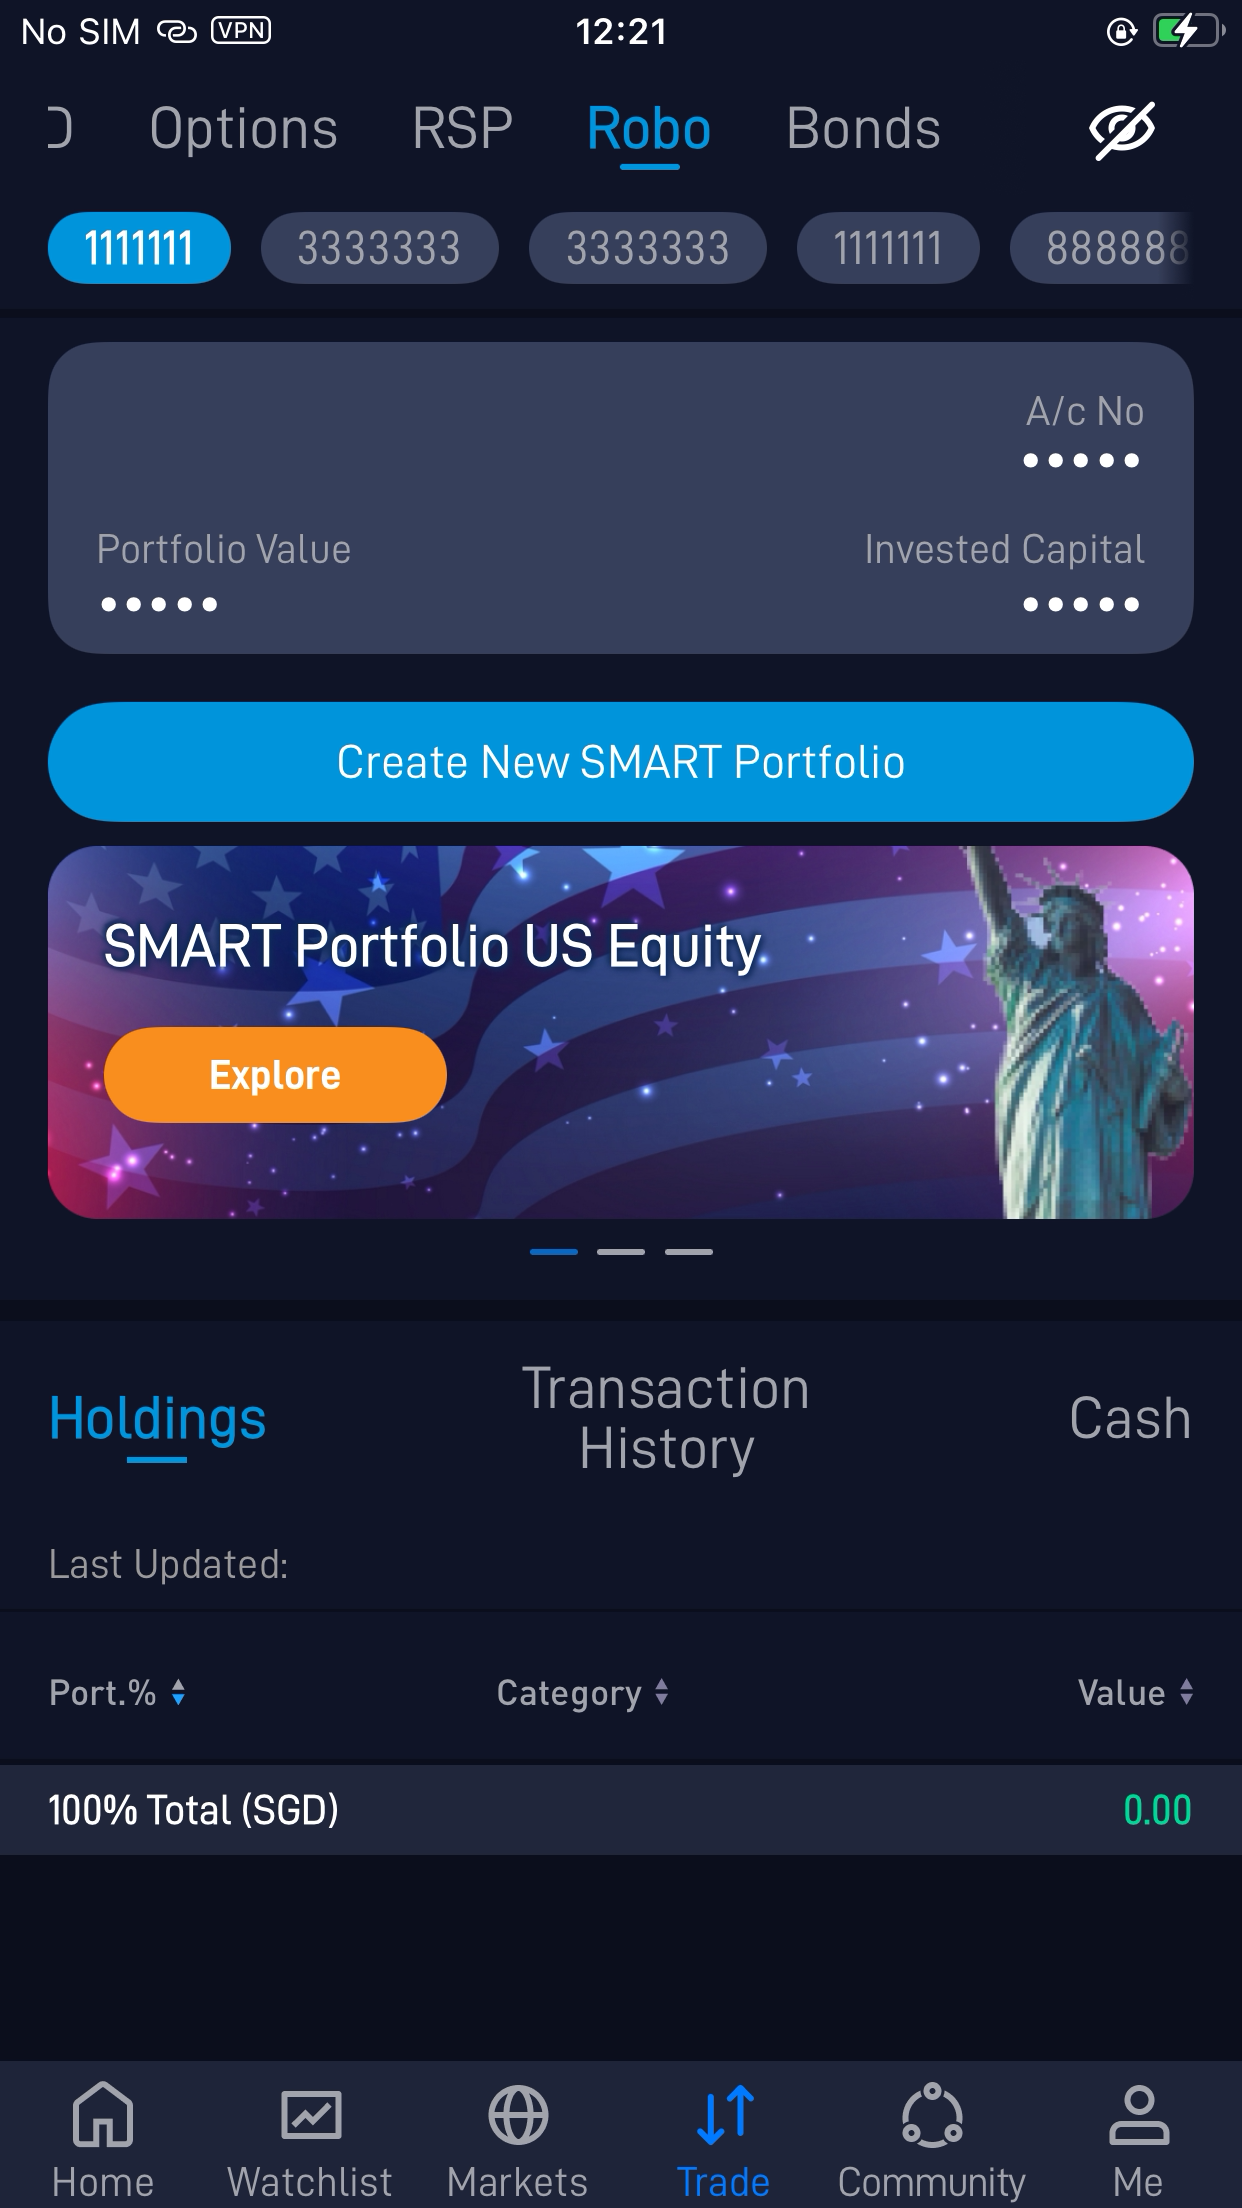 No SIM VPN 12:21
Options RSP Robo Bonds
1111111 3333333 3333333 1111111 888888
A/c No
•••••
Portfolio Value Invested Capital
••••• •••••
Create New SMART Portfolio
SMART Portfolio US Equity
Explore
Holdings Transaction History Cash
Last Updated:
Port.% Category Value
100% Total (SGD) 0.00
Home Watchlist Markets Trade Community Me